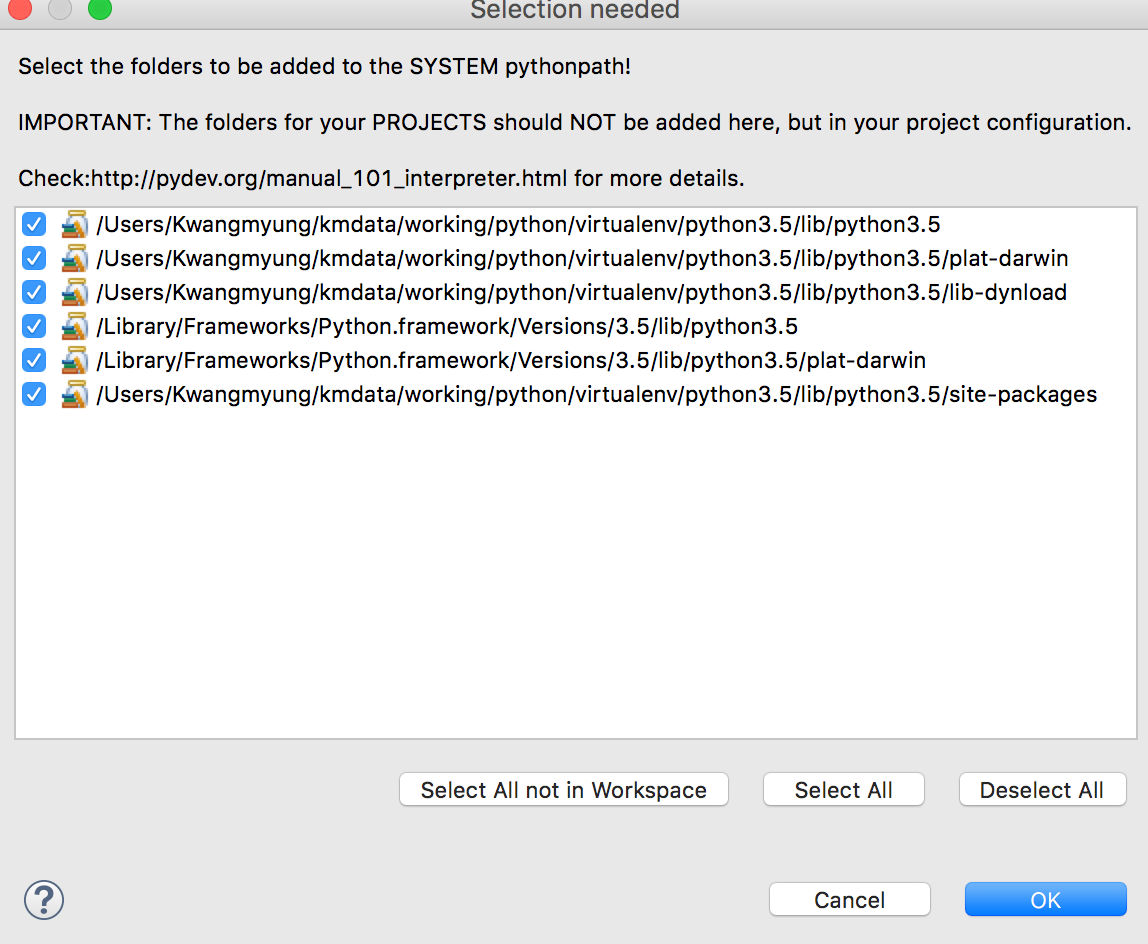 Selection needed
Select the folders to be added to the SYSTEM pythonpath!
IMPORTANT: The folders for your PROJECTS should NOT be added here, but in your project configuration.
Check:http://pydev.org/manual_101_interpreter.html for more details.
/Users/Kwangmyung/kmdata/working/python/virtualenv/python3.5/lib/python3.5
/Users/Kwangmyung/kmdata/working/python/virtualenv/python3.5/lib/python3.5/plat-darwin
/Users/Kwangmyung/kmdata/working/python/virtualenv/python3.5/lib/python3.5/lib-dynload
/Library/Frameworks/Python.framework/Versions/3.5/lib/python3.5
/Library/Frameworks/Python.framework/Versions/3.5/lib/python3.5/plat-darwin
/Users/Kwangmyung/kmdata/working/python/virtualenv/python3.5/lib/python3.5/site-packages
Select All not in Workspace Select All Deselect All
? Cancel OK